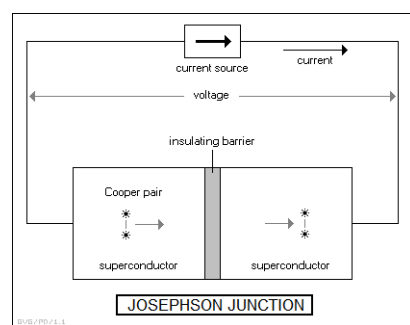 current source
current
voltage
insulating barrier
Cooper pair
superconductor
superconductor
JOSEPHSON JUNCTION